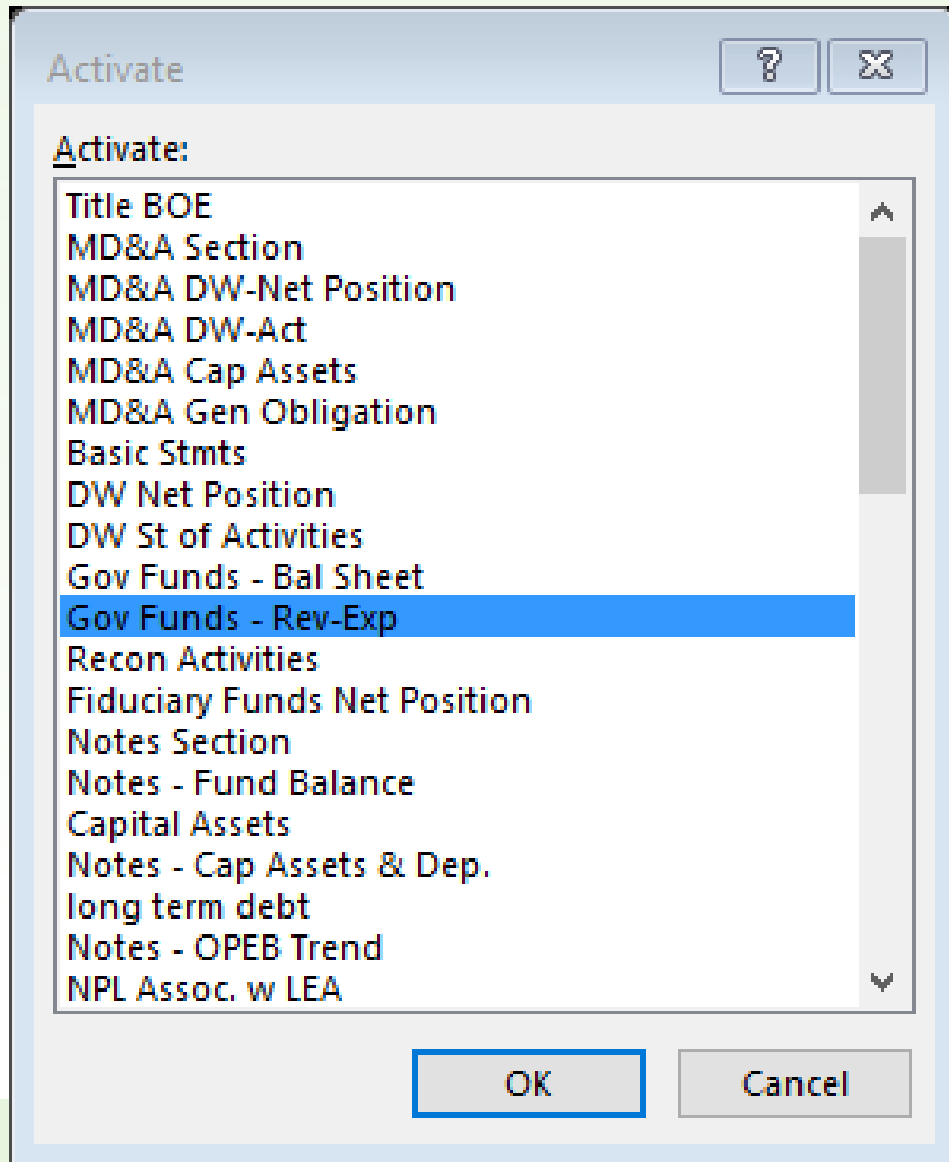 Activate
Activate:
Title BOE
MD&A Section
MD&A DW-Net Position
MD&A DW-Act
MD&A Cap Assets
MD&A Gen Obligation
Basic Stmts
DW Net Position
DW St of Activities
Gov Funds - Bal Sheet
Gov Funds - Rev-Exp
Recon Activities
Fiduciary Funds Net Position
Notes Section
Notes - Fund Balance
Capital Assets
Notes - Cap Assets & Dep.
long term debt
Notes - OPEB Trend
NPL Assoc. w LEA
OK Cancel